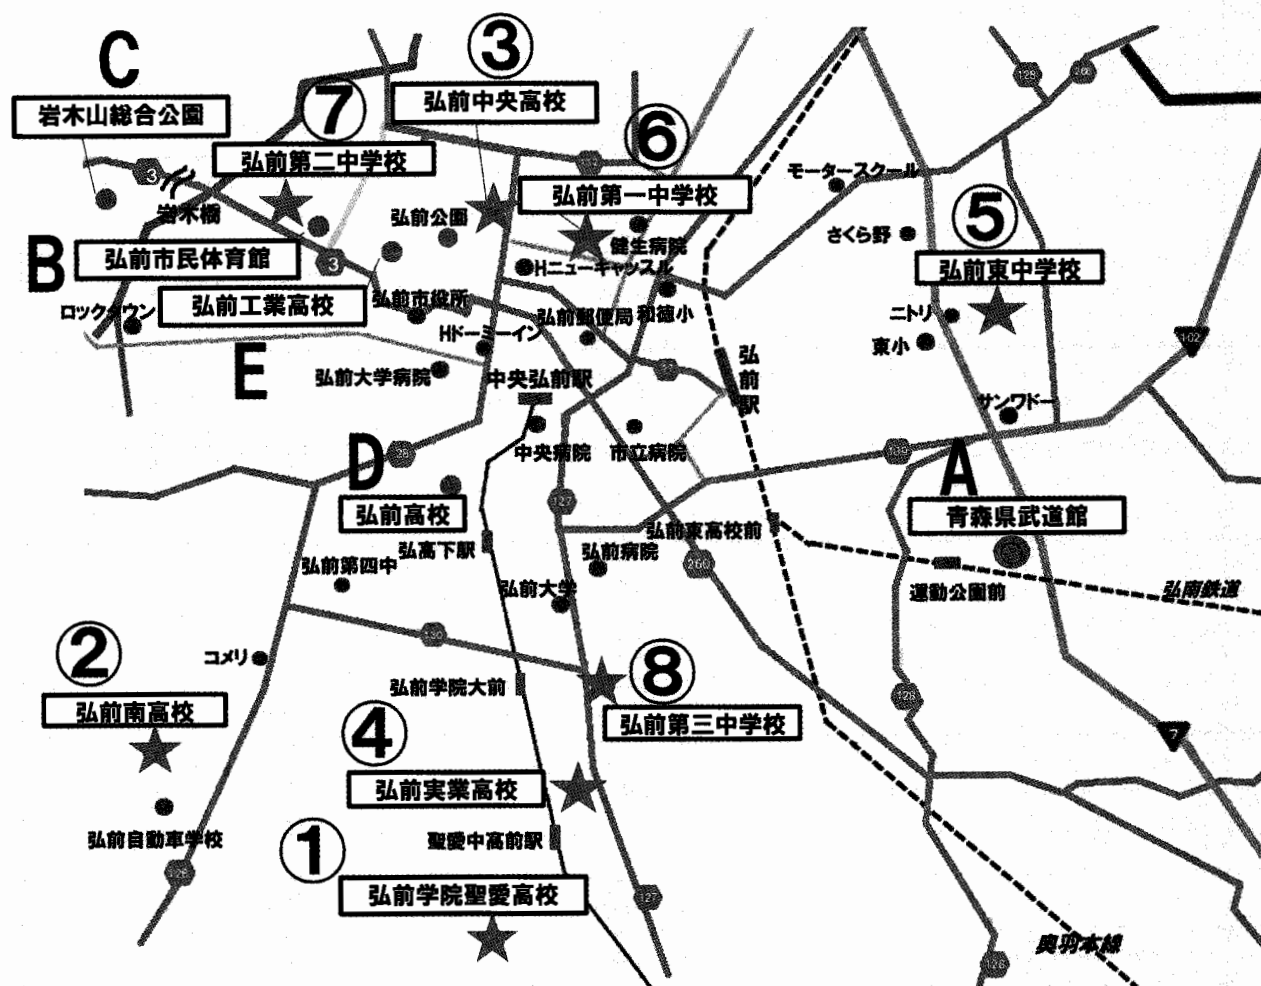 C
③
岩木山総合公園
⑦
弘前中央高校
⑥
弘前第二中学校
3
岩木橋
弘前第一中学校
モータースクール
弘前公園
⑤
健生病院
さくら野
B
弘前市民体育館
3
Hニューキャッスル
弘前東中学校
弘前工業高校
弘前市役所
弘前郵便局
和徳小
ロックタウン
Hドーミーイン
ニトリ
東小
102
E
弘前大学病院
中央弘前駅
弘前駅
サンワドー
D
中央病院
市立病院
A
弘前高校
127
青森県武道館
弘高下駅
弘前東高校前
弘前病院
260
弘前第四中
弘前大学
運動公園前
弘南鉄道
②
コメリ
弘前学院大前
⑧
弘前南高校
④
弘前第三中学校
128
7
弘前実業高校
弘前自動車学校
①
聖愛中高前駅
弘前学院聖愛高校
127
奥羽本線
128